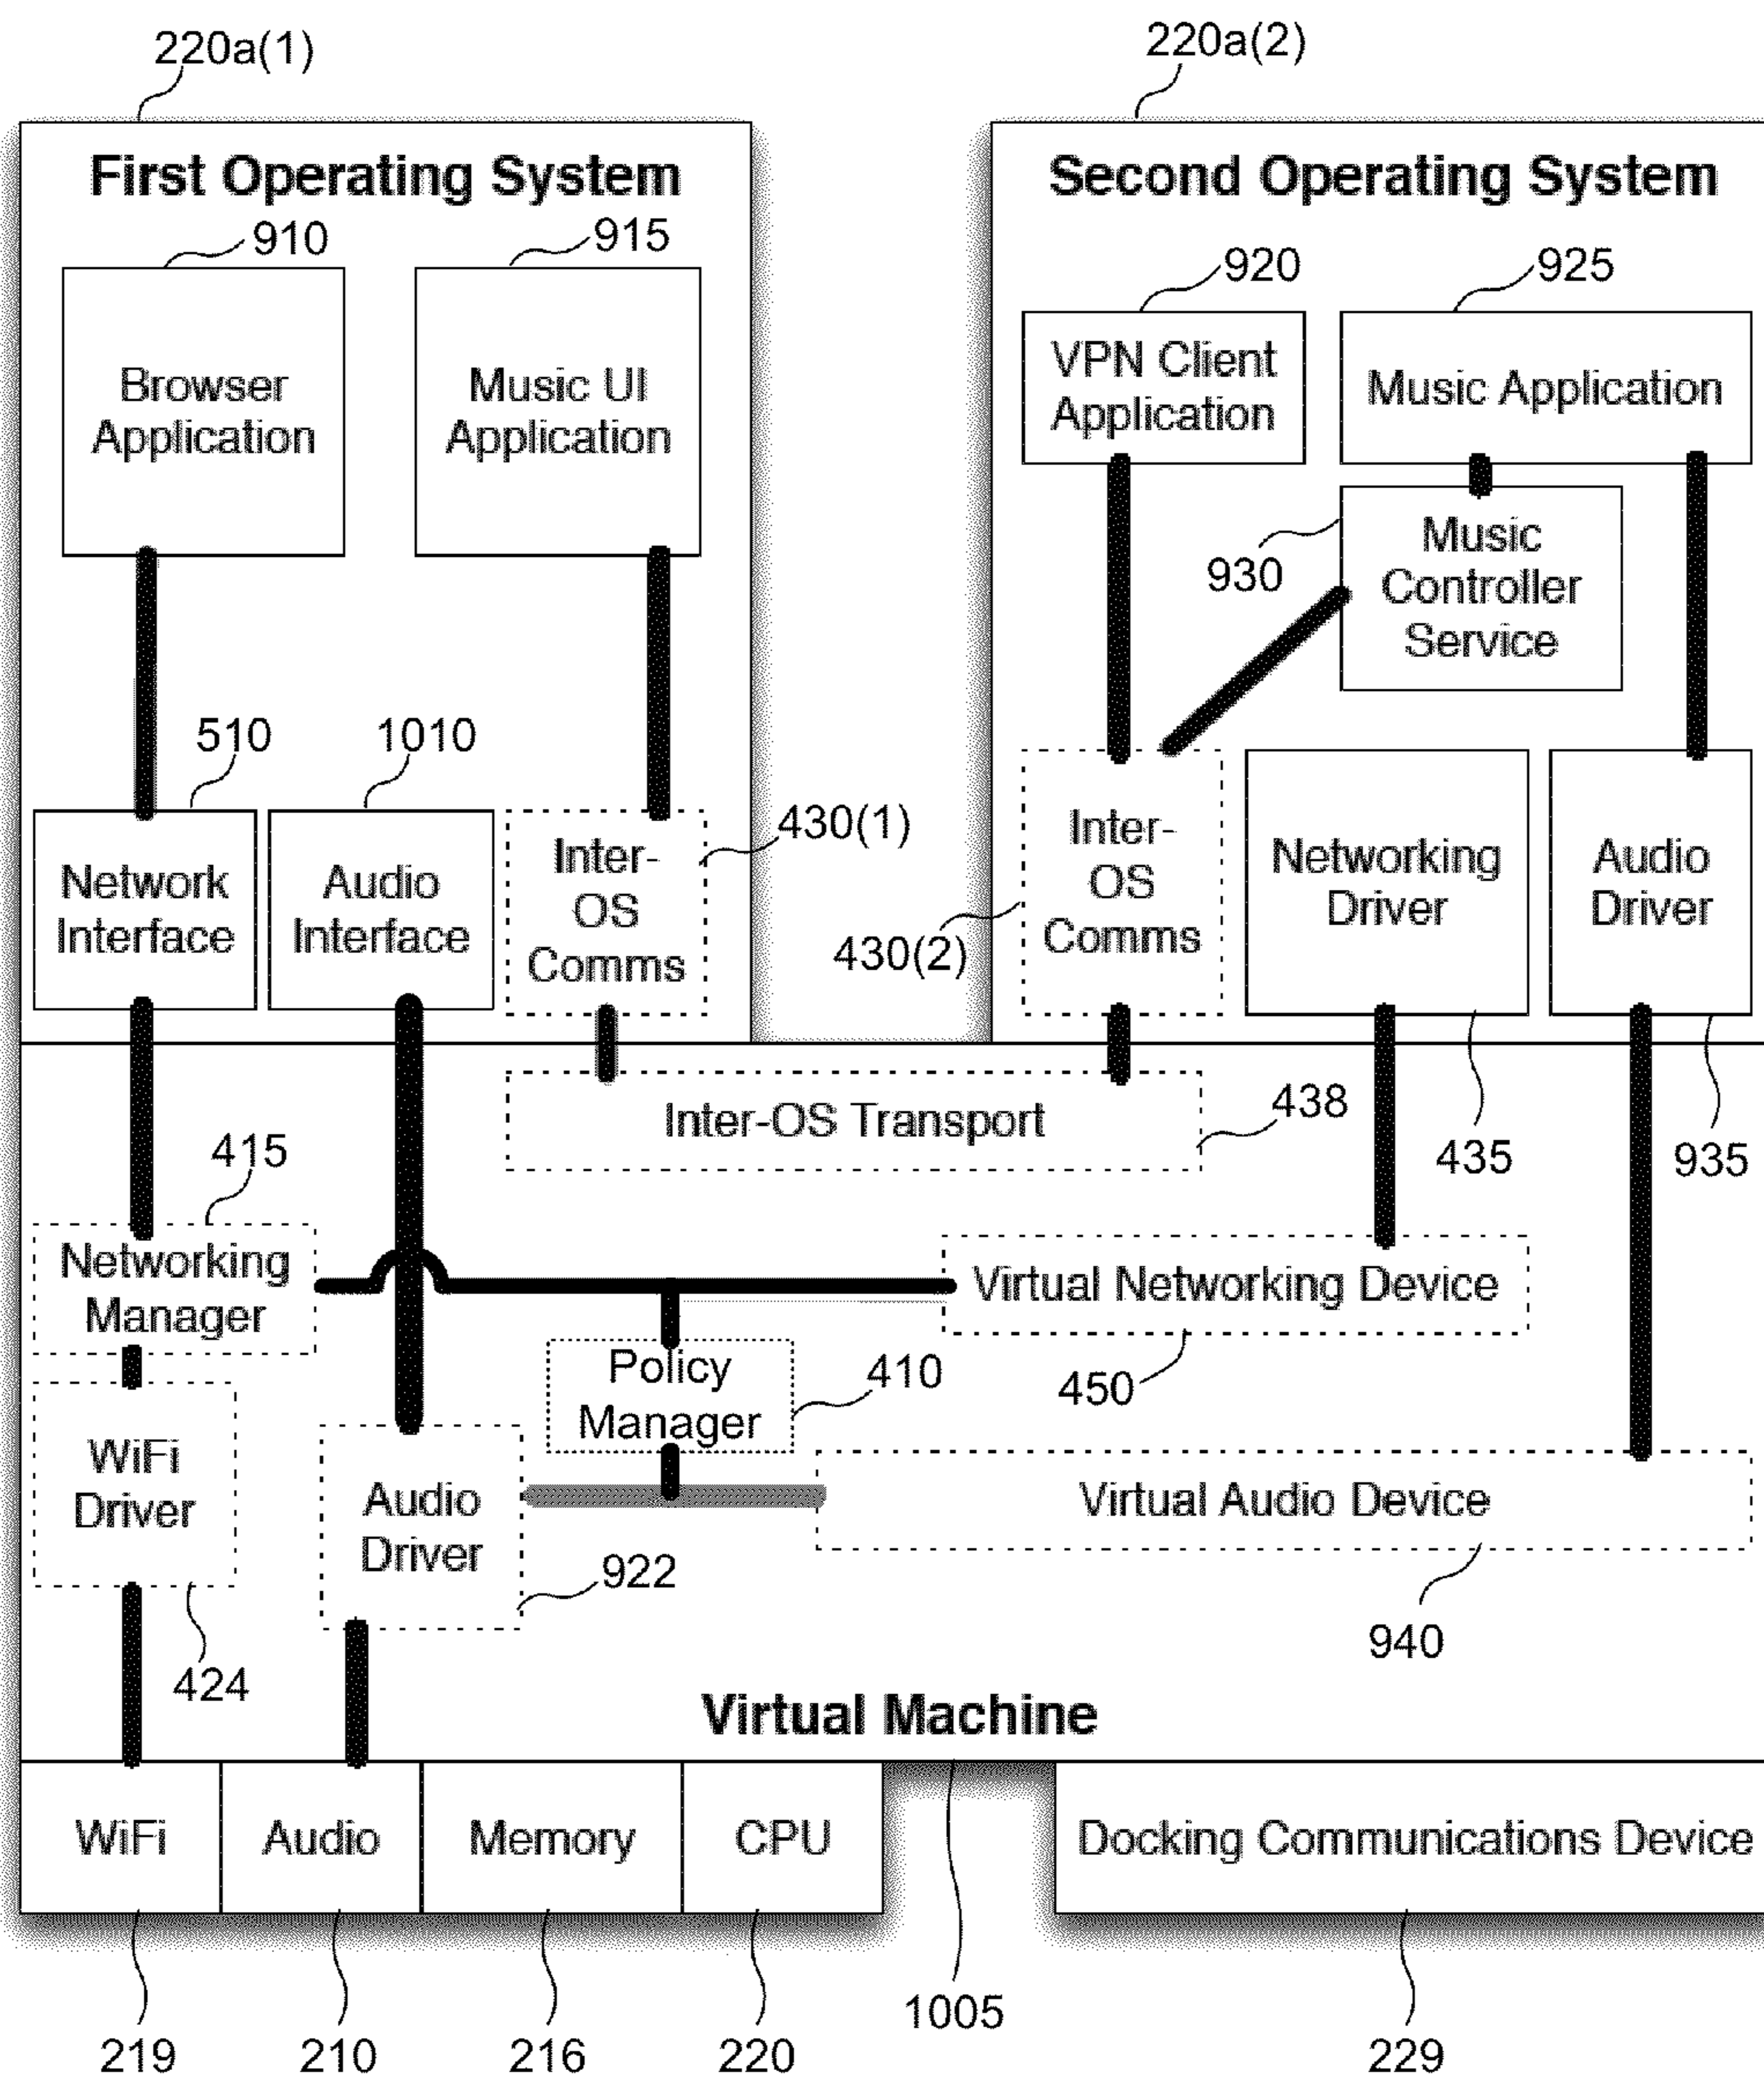 220a(1)
220a(2)
First Operating System
Second Operating System
910
915
920
925
Browser
Application
Music UI
Application
VPN Client
Application
Music Application
930
Music
Controller
Service
510
1010
430(1)
Network
Interface
Audio
Interface
Inter-
OS
Comms
430(2)
Inter-
OS
Comms
Networking
Driver
Audio
Driver
Inter-OS Transport
438
435
935
415
Networking
Manager
Virtual Networking Device
450
Policy
Manager
410
WiFi
Driver
424
Audio
Driver
922
Virtual Audio Device
940
Virtual Machine
WiFi
Audio
Memory
CPU
Docking Communications Device
219
210
216
220
1005
229